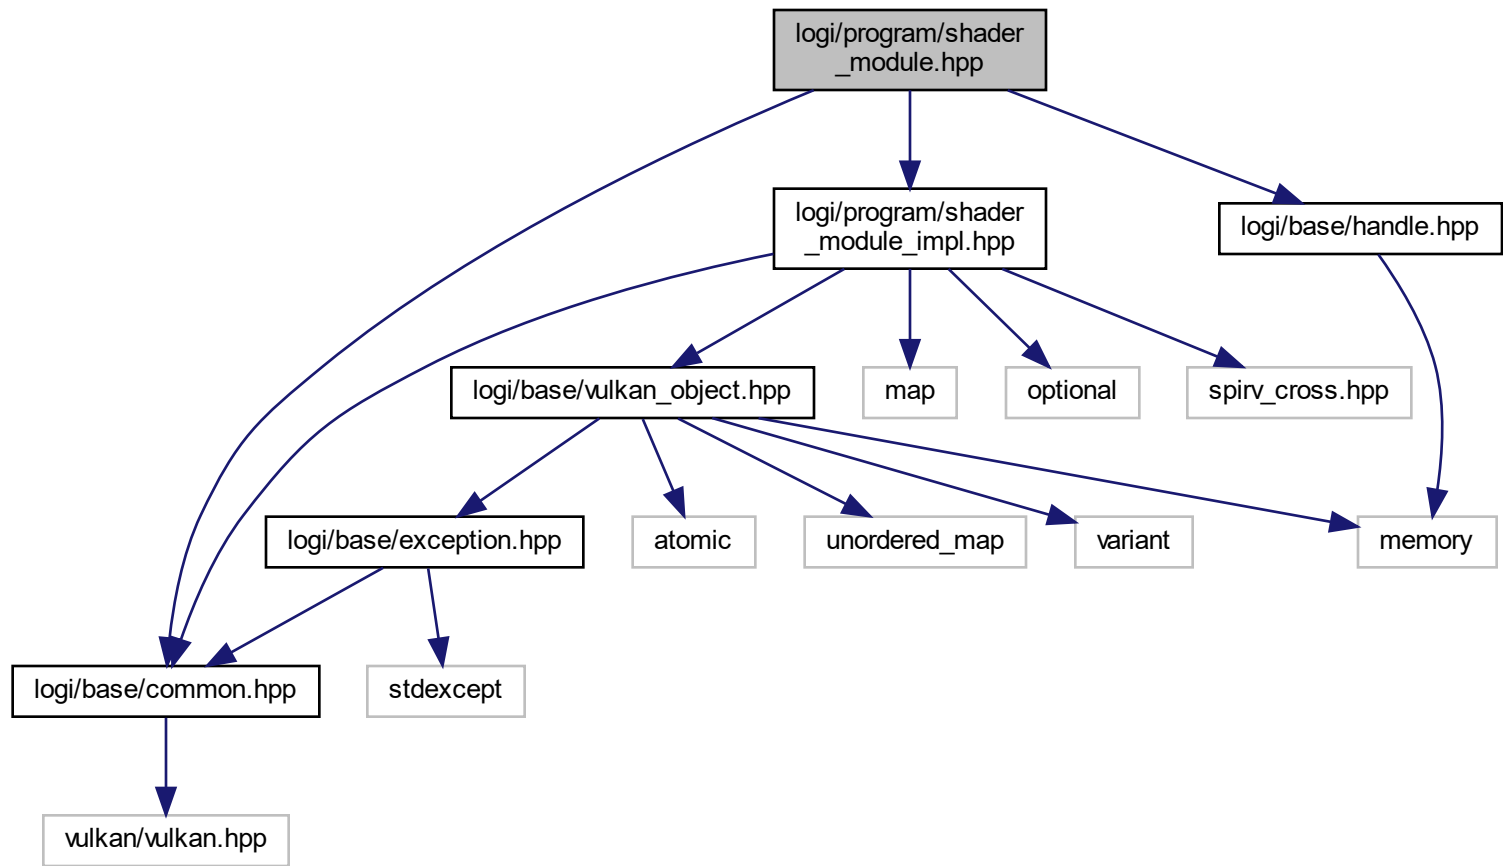 logi/program/shader
_module.hpp
logi/program/shader
_module_impl.hpp
logi/base/handle.hpp
logi/base/vulkan_object.hpp
map
optional
spirv_cross.hpp
logi/base/exception.hpp
atomic
unordered_map
variant
memory
logi/base/common.hpp
stdexcept
vulkan/vulkan.hpp